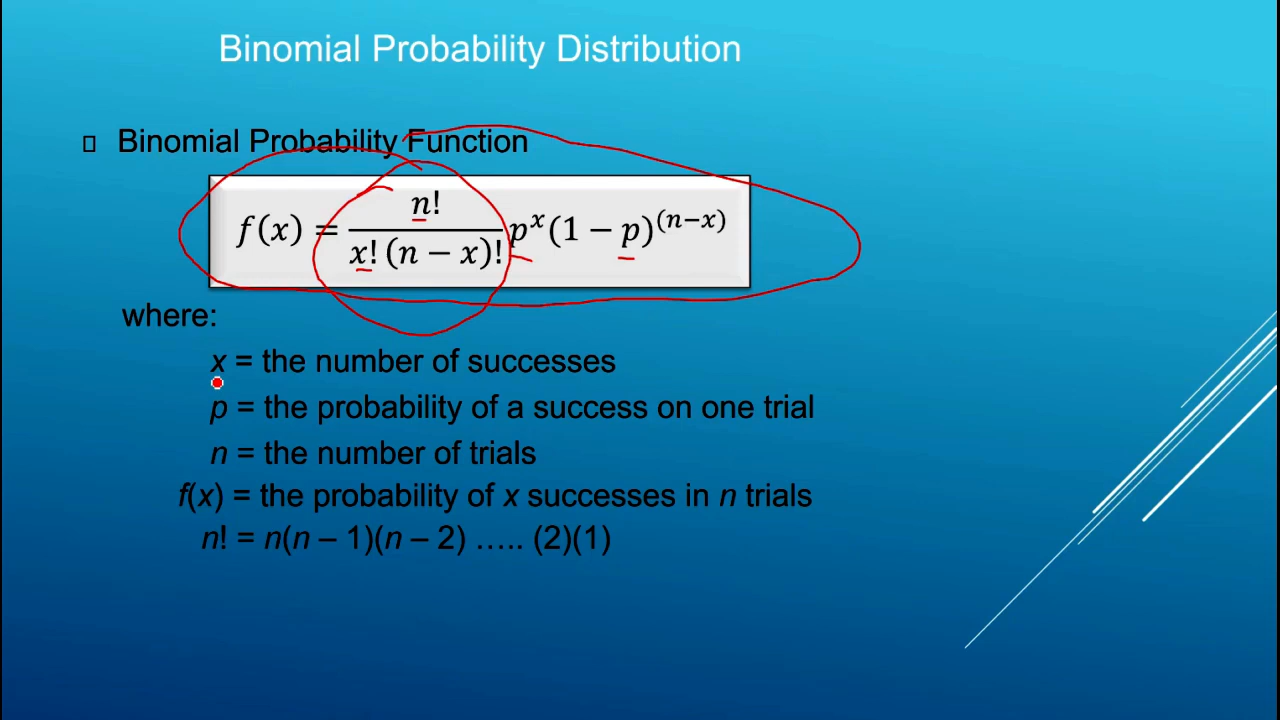 Binomial Probability Distribution
Binomial Probability Function
f(x) = n! / x! (n − x)! p^x (1 − p)^(n−x)
where:
x = the number of successes
p = the probability of a success on one trial
n = the number of trials
f(x) = the probability of x successes in n trials
n! = n(n – 1)(n – 2) ….. (2)(1)